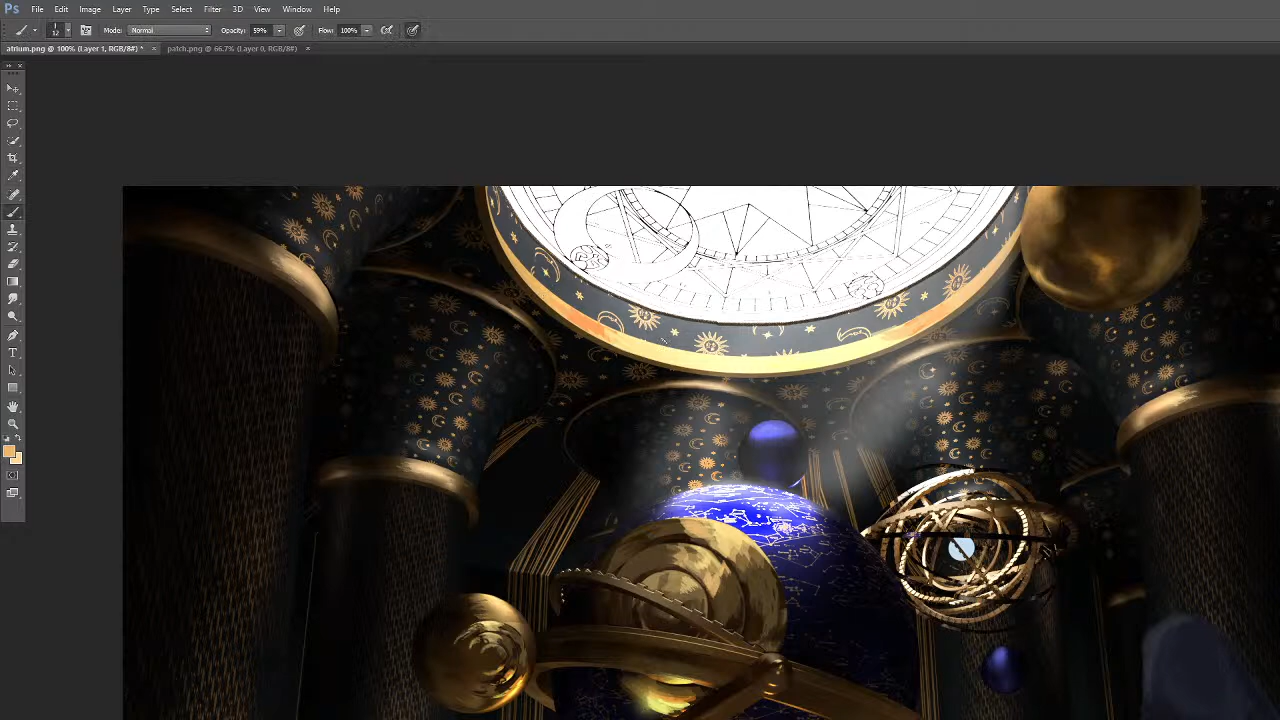 Ps File Edit Image Layer Type Select Filter 3D View Window Help
12 Mode: Normal Opacity: 59% Flow: 100%
atrium.png @ 100% (Layer 1, RGB/8#) * × patch.png @ 66.7% (Layer 0, RGB/8#) ×
T